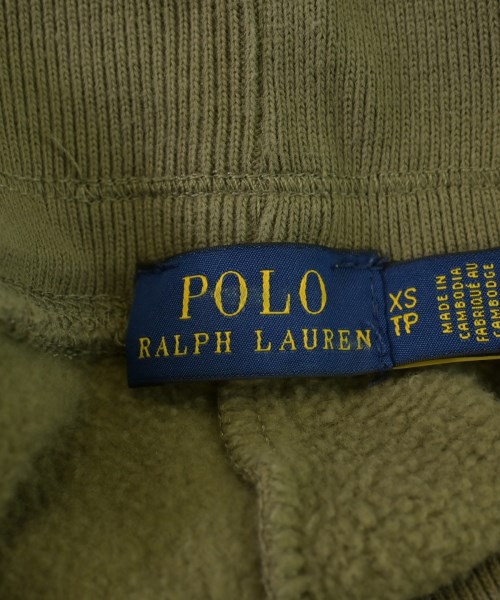 POLO
RALPH LAUREN
XS
TP
MADE IN
CAMBODIA
FABRIQUÉ AU
CAMBODGE